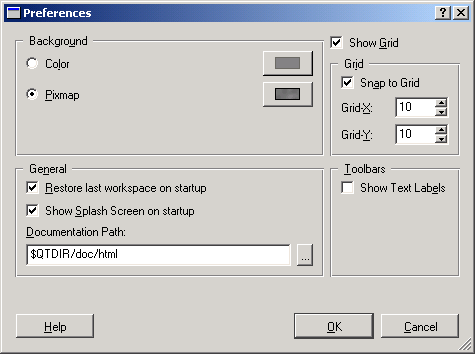 Preferences
Background
Color
Pixmap
Show Grid
Grid
Snap to Grid
Grid-X: 10
Grid-Y: 10
General
Restore last workspace on startup
Show Splash Screen on startup
Documentation Path:
$QTDIR/doc/html
...
Toolbars
Show Text Labels
Help
OK
Cancel